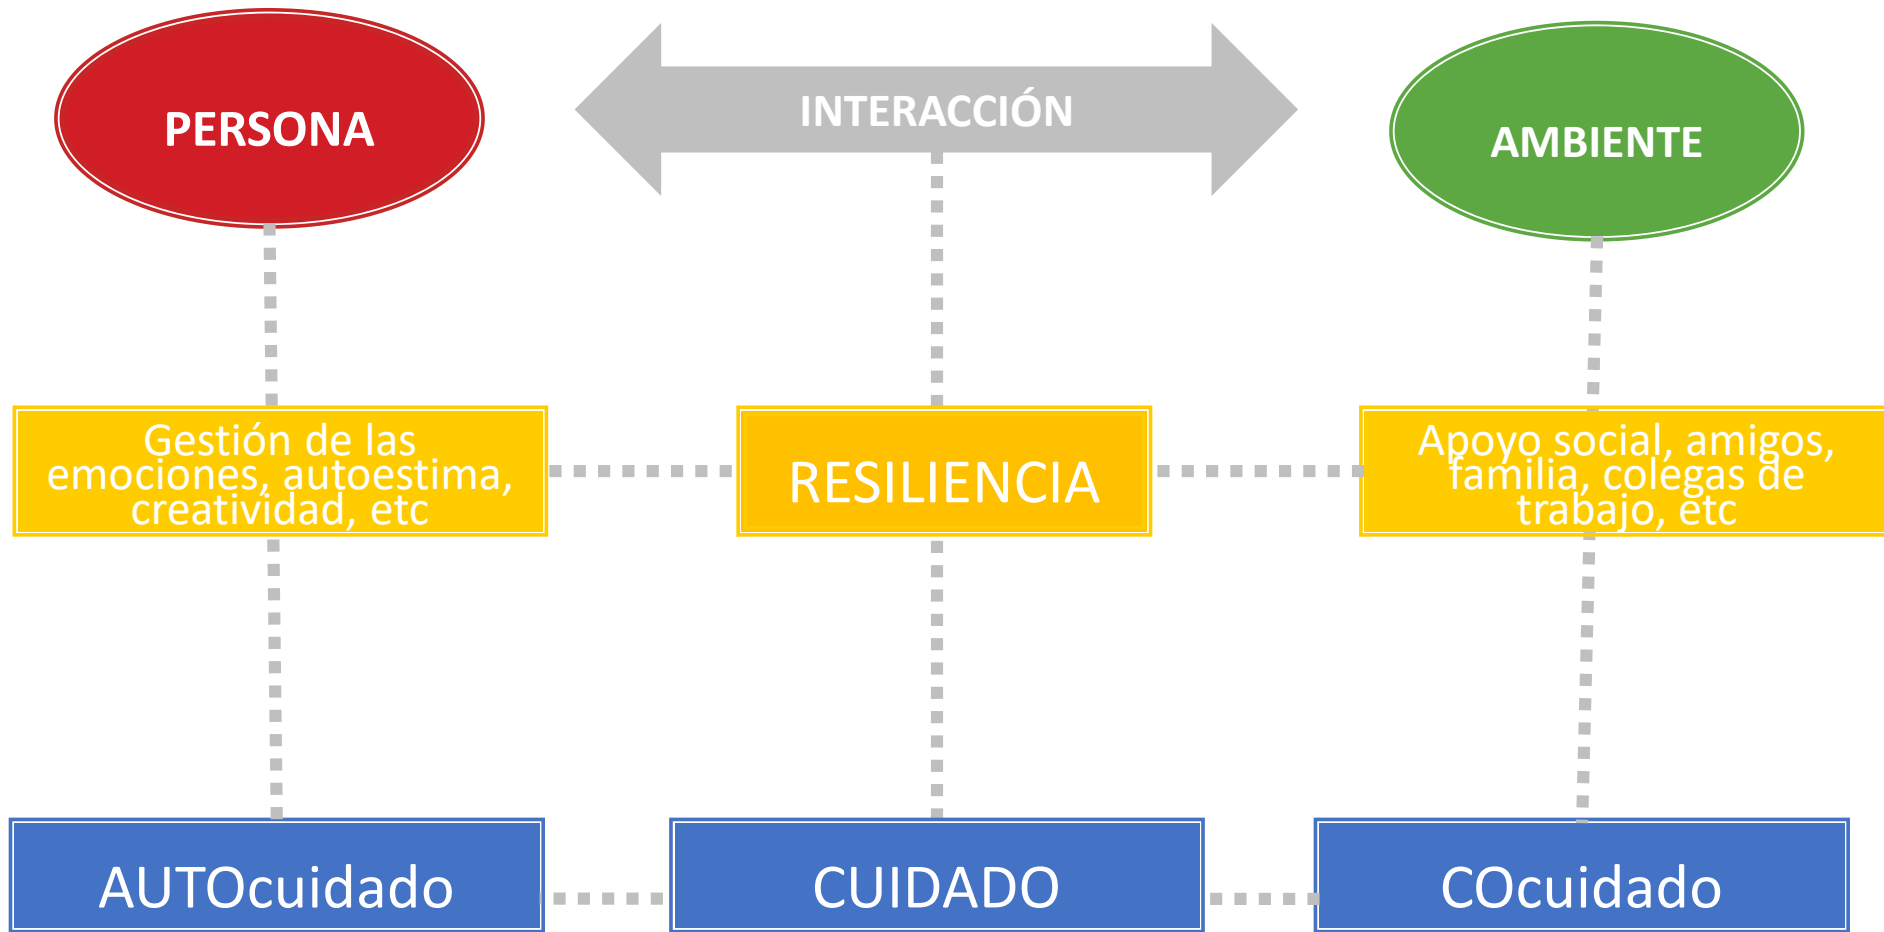 PERSONA
INTERACCIÓN
AMBIENTE
Gestión de las
emociones, autoestima,
creatividad, etc
RESILIENCIA
Apoyo social, amigos,
familia, colegas de
trabajo, etc
AUTOcuidado
CUIDADO
COcuidado